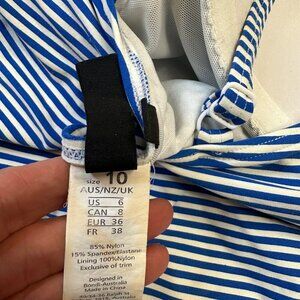 size 10
AUS/NZ/UK
US 6
CAN 8
EUR 36
FR 38
85% Nylon
15% Spandex/Elastane
Lining 100%Nylon
Exclusive of trim
Designed in
Bondi-Australia
Made in China